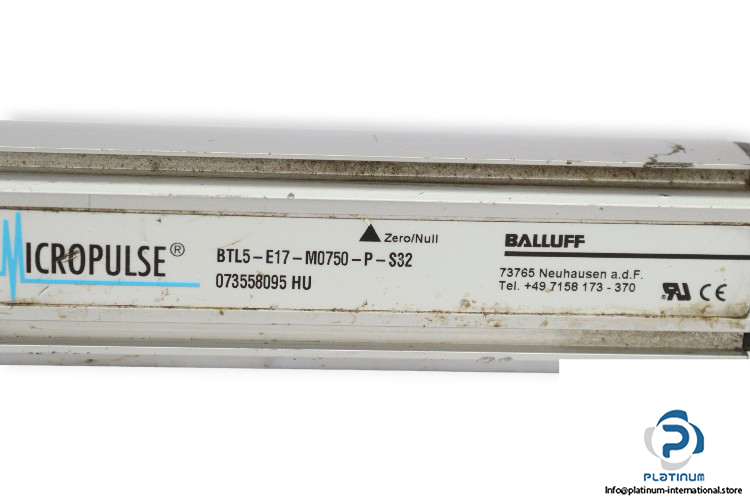 MICROPULSE®
▲ Zero/Null
BTL5-E17-M0750-P-S32
073558095 HU
BALLUFF
73765 Neuhausen a.d.F.
Tel. +49 7158 173 - 370
CE
PLATINUM
Info@platinum-international.store